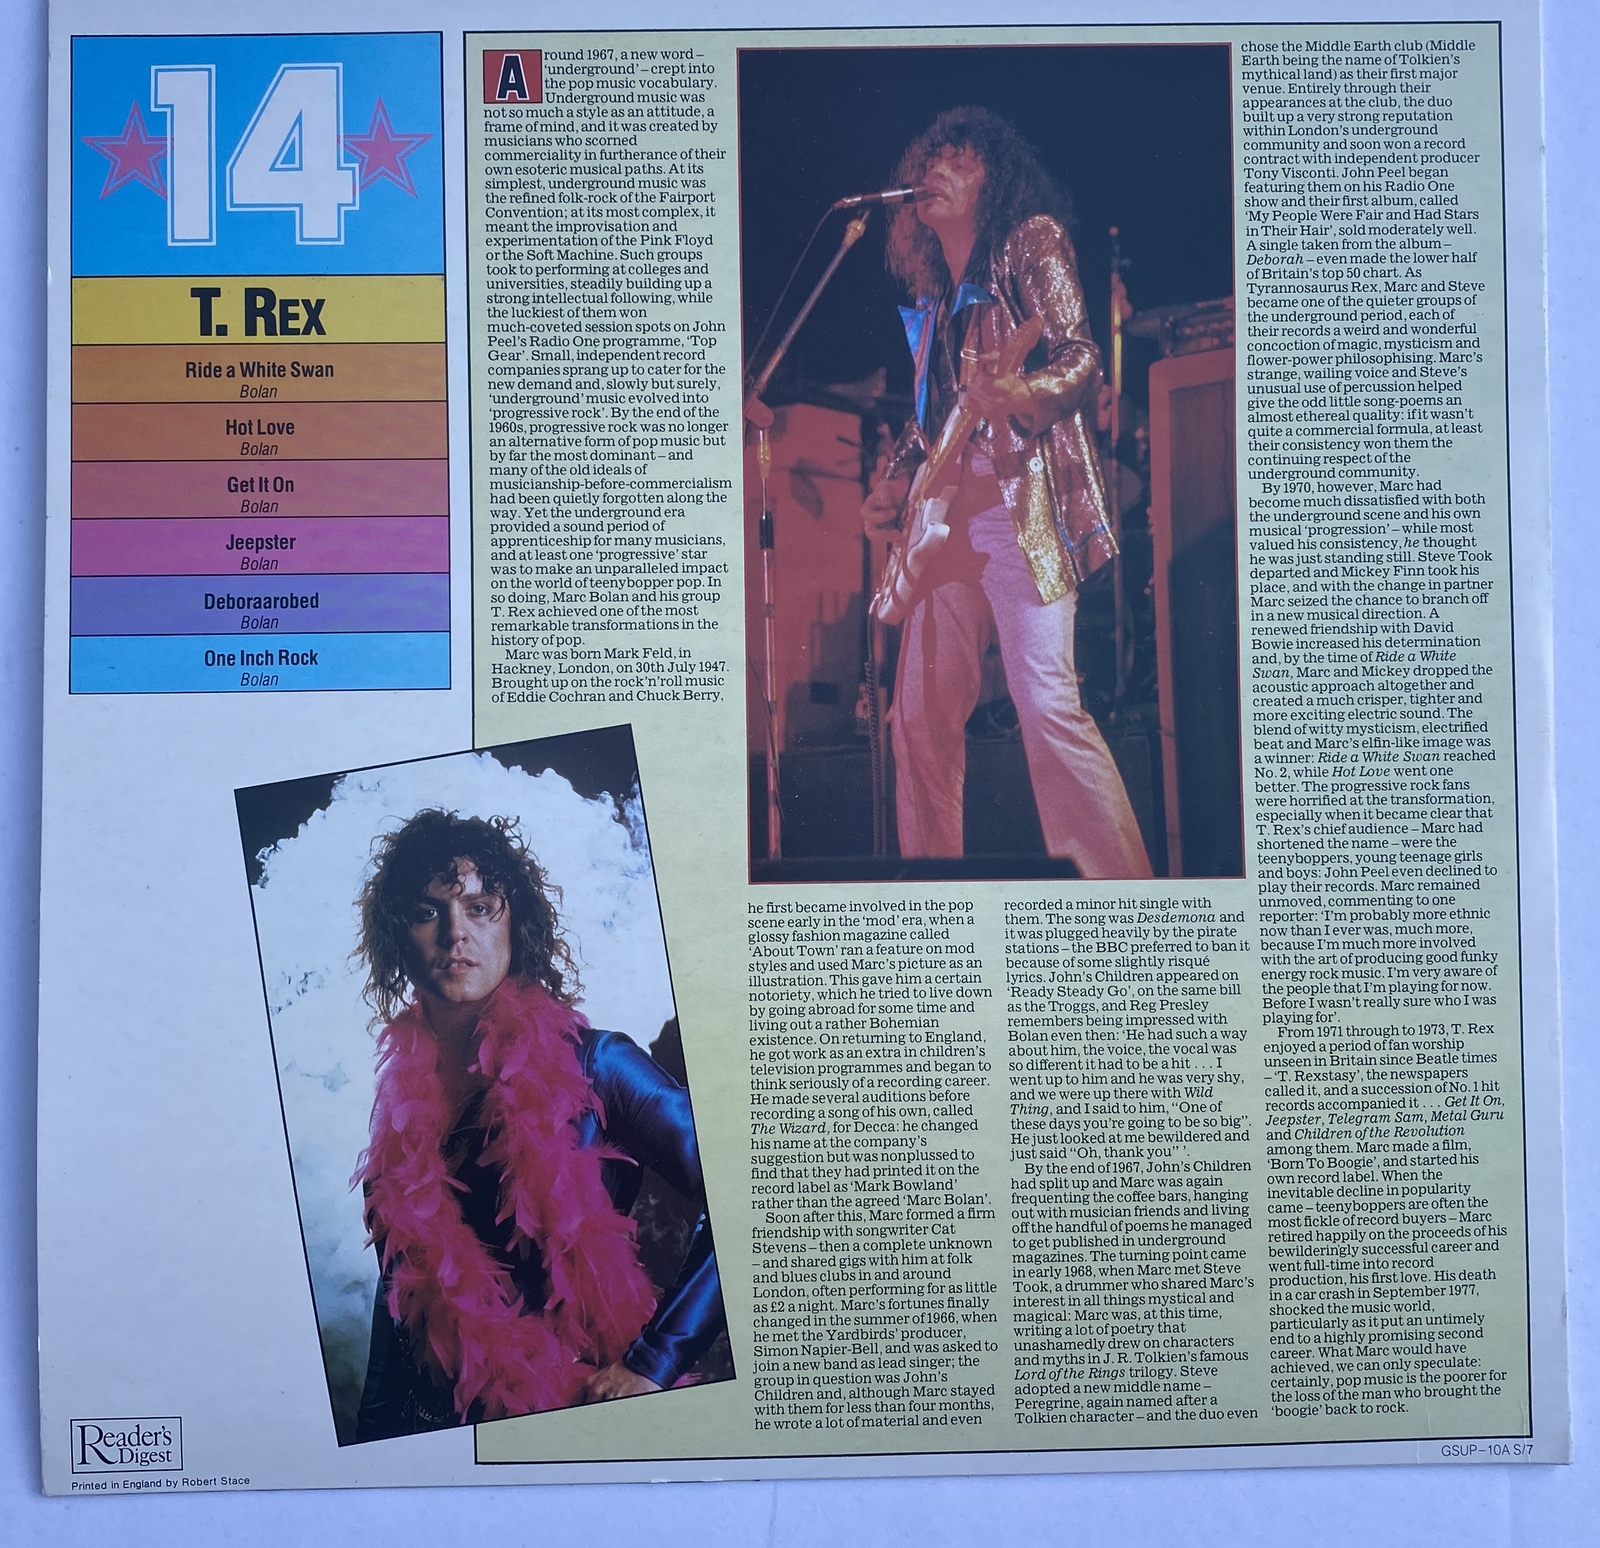 14
T. REX
Ride a White Swan
Bolan
Hot Love
Bolan
Get It On
Bolan
Jeepster
Bolan
Deboraarobed
Bolan
One Inch Rock
Bolan
Around 1967, a new word –
'underground' – crept into
the pop music vocabulary.
Underground music was
not so much a style as an attitude, a
frame of mind, and it was created by
musicians who scorned
commerciality in furtherance of their
own esoteric musical paths. At its
simplest, underground music was
the refined folk-rock of the Fairport
Convention; at its most complex, it
meant the improvisation and
experimentation of the Pink Floyd
or the Soft Machine. Such groups
took to performing at colleges and
universities, steadily building up a
strong intellectual following, while
the luckiest of them won
much-coveted session spots on John
Peel's Radio One programme, 'Top
Gear'. Small, independent record
companies sprang up to cater for the
new demand and, slowly but surely,
'underground' music evolved into
'progressive rock'. By the end of the
1960s, progressive rock was no longer
an alternative form of pop music but
by far the most dominant – and
many of the old ideals of
musicianship-before-commercialism
had been quietly forgotten along the
way. Yet the underground era
provided a sound period of
apprenticeship for many musicians,
and at least one 'progressive' star
was to make an unparalleled impact
on the world of teenybopper pop. In
so doing, Marc Bolan and his group
T. Rex achieved one of the most
remarkable transformations in the
history of pop.
Marc was born Mark Feld, in
Hackney, London, on 30th July 1947.
Brought up on the rock'n'roll music
of Eddie Cochran and Chuck Berry,
he first became involved in the pop
scene early in the 'mod' era, when a
glossy fashion magazine called
'About Town' ran a feature on mod
styles and used Marc's picture as an
illustration. This gave him a certain
notoriety, which he tried to live down
by going abroad for some time and
living out a rather Bohemian
existence. On returning to England,
he got work as an extra in children's
television programmes and began to
think seriously of a recording career.
He made several auditions before
recording a song of his own, called
The Wizard, for Decca: he changed
his name at the company's
suggestion but was nonplussed to
find that they had printed it on the
record label as 'Mark Bowland'
rather than the agreed 'Marc Bolan'.
Soon after this, Marc formed a firm
friendship with songwriter Cat
Stevens – then a complete unknown
– and shared gigs with him at folk
and blues clubs in and around
London, often performing for as little
as £2 a night. Marc's fortunes finally
changed in the summer of 1966, when
he met the Yardbirds' producer,
Simon Napier-Bell, and was asked to
join a new band as lead singer; the
group in question was John's
Children and, although Marc stayed
with them for less than four months,
he wrote a lot of material and even
recorded a minor hit single with
them. The song was Desdemona and
it was plugged heavily by the pirate
stations – the BBC preferred to ban it
because of some slightly risqué
lyrics. John's Children appeared on
'Ready Steady Go', on the same bill
as the Troggs, and Reg Presley
remembers being impressed with
Bolan even then: 'He had such a way
about him, the voice, the vocal was
so different it had to be a hit . . . I
went up to him and he was very shy,
and we were up there with Wild
Thing, and I said to him, "One of
these days you're going to be so big".
He just looked at me bewildered and
just said "Oh, thank you" '.
By the end of 1967, John's Children
had split up and Marc was again
frequenting the coffee bars, hanging
out with musician friends and living
off the handful of poems he managed
to get published in underground
magazines. The turning point came
in early 1968, when Marc met Steve
Took, a drummer who shared Marc's
interest in all things mystical and
magical: Marc was, at this time,
writing a lot of poetry that
unashamedly drew on characters
and myths in J. R. Tolkien's famous
Lord of the Rings trilogy. Steve
adopted a new middle name –
Peregrine, again named after a
Tolkien character – and the duo even
chose the Middle Earth club (Middle
Earth being the name of Tolkien's
mythical land) as their first major
venue. Entirely through their
appearances at the club, the duo
built up a very strong reputation
within London's underground
community and soon won a record
contract with independent producer
Tony Visconti. John Peel began
featuring them on his Radio One
show and their first album, called
'My People Were Fair and Had Stars
in Their Hair', sold moderately well.
A single taken from the album –
Deborah – even made the lower half
of Britain's top 50 chart. As
Tyrannosaurus Rex, Marc and Steve
became one of the quieter groups of
the underground period, each of
their records a weird and wonderful
concoction of magic, mysticism and
flower-power philosophising. Marc's
strange, wailing voice and Steve's
unusual use of percussion helped
give the odd little song-poems an
almost ethereal quality: if it wasn't
quite a commercial formula, at least
their consistency won them the
continuing respect of the
underground community.
By 1970, however, Marc had
become much dissatisfied with both
the underground scene and his own
musical 'progression' – while most
valued his consistency, he thought
he was just standing still. Steve Took
departed and Mickey Finn took his
place, and with the change in partner
Marc seized the chance to branch off
in a new musical direction. A
renewed friendship with David
Bowie increased his determination
and, by the time of Ride a White
Swan, Marc and Mickey dropped the
acoustic approach altogether and
created a much crisper, tighter and
more exciting electric sound. The
blend of witty mysticism, electrified
beat and Marc's elfin-like image was
a winner: Ride a White Swan reached
No. 2, while Hot Love went one
better. The progressive rock fans
were horrified at the transformation,
especially when it became clear that
T. Rex's chief audience – Marc had
shortened the name – were the
teenyboppers, young teenage girls
and boys: John Peel even declined to
play their records. Marc remained
unmoved, commenting to one
reporter: 'I'm probably more ethnic
now than I ever was, much more,
because I'm much more involved
with the art of producing good funky
energy rock music. I'm very aware of
the people that I'm playing for now.
Before I wasn't really sure who I was
playing for'.
From 1971 through to 1973, T. Rex
enjoyed a period of fan worship
unseen in Britain since Beatle times
– 'T. Rexstasy', the newspapers
called it, and a succession of No. 1 hit
records accompanied it . . . Get It On,
Jeepster, Telegram Sam, Metal Guru
and Children of the Revolution
among them. Marc made a film,
'Born To Boogie', and started his
own record label. When the
inevitable decline in popularity
came – teenyboppers are often the
most fickle of record buyers – Marc
retired happily on the proceeds of his
bewilderingly successful career and
went full-time into record
production, his first love. His death
in a car crash in September 1977,
shocked the music world,
particularly as it put an untimely
end to a highly promising second
career. What Marc would have
achieved, we can only speculate:
certainly, pop music is the poorer for
the loss of the man who brought the
'boogie' back to rock.
Reader's
Digest
Printed in England by Robert Stace
GSUP–10A S/7